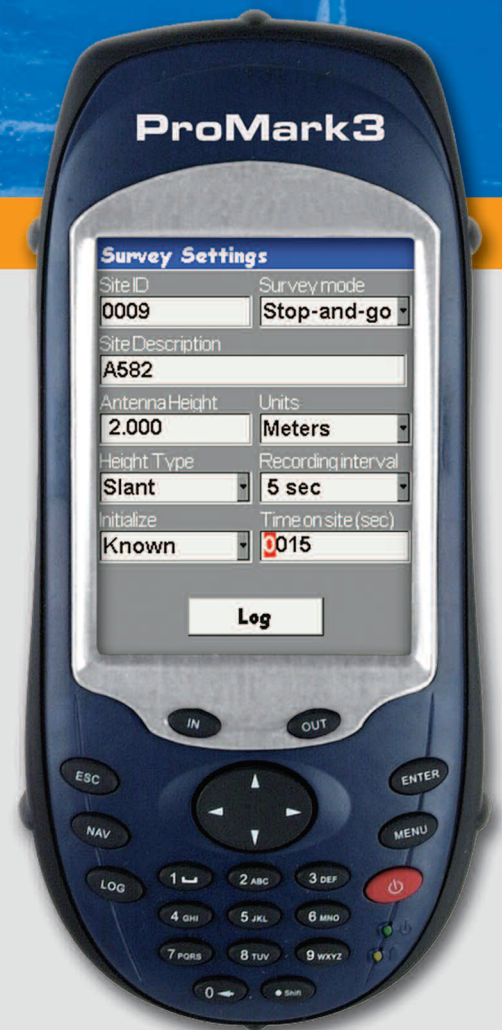 ProMark3
Survey Settings
Site ID Survey mode
0009 Stop-and-go
Site Description
A582
Antenna Height Units
2.000 Meters
Height Type Recording interval
Slant 5 sec
Initialize Time on site (sec)
Known 0015
Log
IN OUT
ESC ENTER
NAV MENU
LOG 1 2 ABC 3 DEF
4 GHI 5 JKL 6 MNO
7 PQRS 8 TUV 9 WXYZ
0 Shift